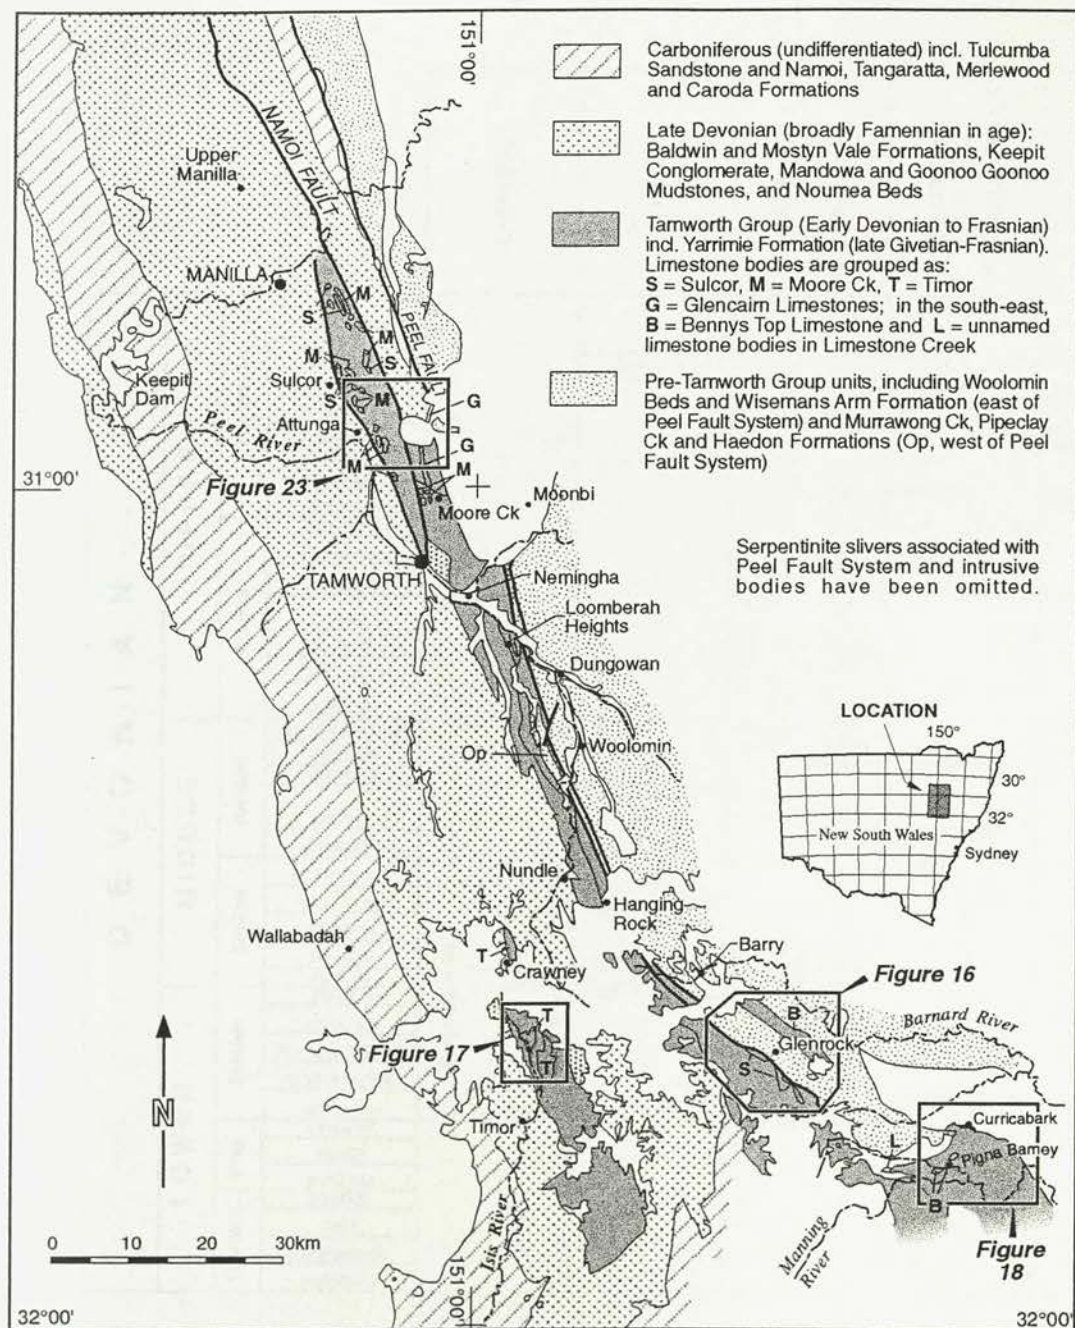 151°00'
Carboniferous (undifferentiated) incl. Tulcumba
Sandstone and Namoi, Tangaratta, Merlewood
and Caroda Formations
Late Devonian (broadly Famennian in age):
Baldwin and Mostyn Vale Formations, Keepit
Conglomerate, Mandowa and Goonoo Goonoo
Mudstones, and Noumea Beds
Tamworth Group (Early Devonian to Frasnian)
incl. Yarrimie Formation (late Givetian-Frasnian).
Limestone bodies are grouped as:
S = Sulcor, M = Moore Ck, T = Timor
G = Glencairn Limestones; in the south-east,
B = Bennys Top Limestone and L = unnamed
limestone bodies in Limestone Creek
Pre-Tamworth Group units, including Woolomin
Beds and Wisemans Arm Formation (east of
Peel Fault System) and Murrawong Ck, Pipeclay
Ck and Haedon Formations (Op, west of Peel
Fault System)
Serpentinite slivers associated with
Peel Fault System and intrusive
bodies have been omitted.
NAMOI FAULT
Upper
Manilla
MANILLA
PEEL FAU
M
S
M
M
S
Keepit
Dam
Sulcor
S
M
G
Peel River
Attunga
G
M
M
Figure 23
31°00'
Moonbi
Moore Ck
TAMWORTH
Nemingha
Loomberah
Heights
Dungowan
Op
Woolomin
LOCATION
150°
30°
32°
New South Wales
Sydney
Nundle
Hanging
Rock
Wallabadah
T
Crawney
Barry
Figure 16
T
B
Barnard River
Figure 17
Glenrock
T
S
N
Timor
Curricabark
L
Pigna Barney
B
Isis River
Manning
River
Figure
18
0 10 20 30km
151°00'
32°00'
32°00'